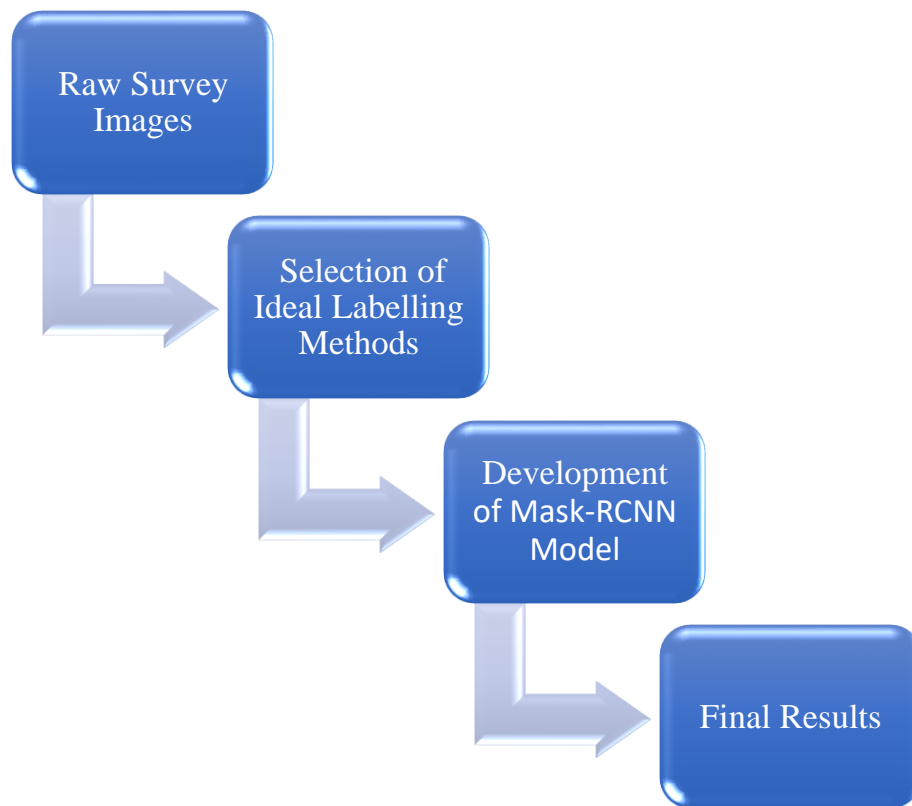 Raw Survey
Images
Selection of
Ideal Labelling
Methods
Development
of Mask-RCNN
Model
Final Results